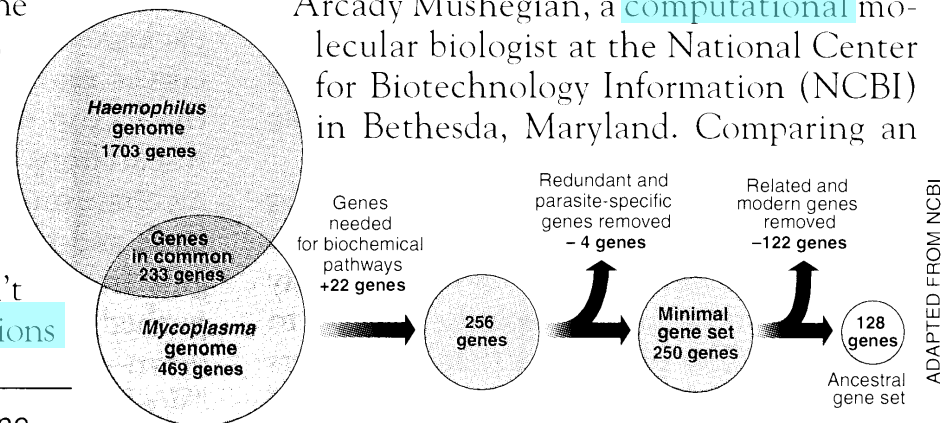 Arcady Mushegian, a computational mo-
lecular biologist at the National Center
for Biotechnology Information (NCBI)
in Bethesda, Maryland. Comparing an
Haemophilus
genome
1703 genes
Genes
in common
233 genes
Mycoplasma
genome
469 genes
Genes
needed
for biochemical
pathways
+22 genes
256
genes
Redundant and
parasite-specific
genes removed
– 4 genes
Minimal
gene set
250 genes
Related and
modern genes
removed
–122 genes
128
genes
Ancestral
gene set
ADAPTED FROM NCBI
't
ions